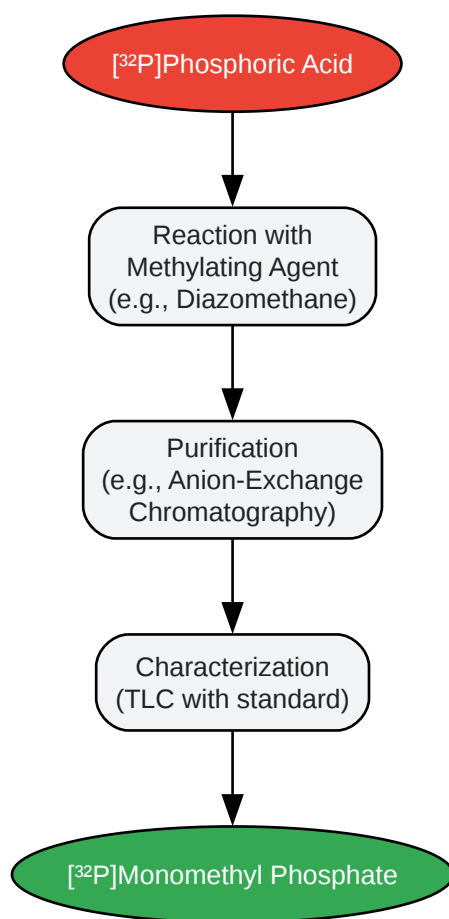 [³²P]Phosphoric Acid
Reaction with
Methylating Agent
(e.g., Diazomethane)
Purification
(e.g., Anion-Exchange
Chromatography)
Characterization
(TLC with standard)
[³²P]Monomethyl Phosphate